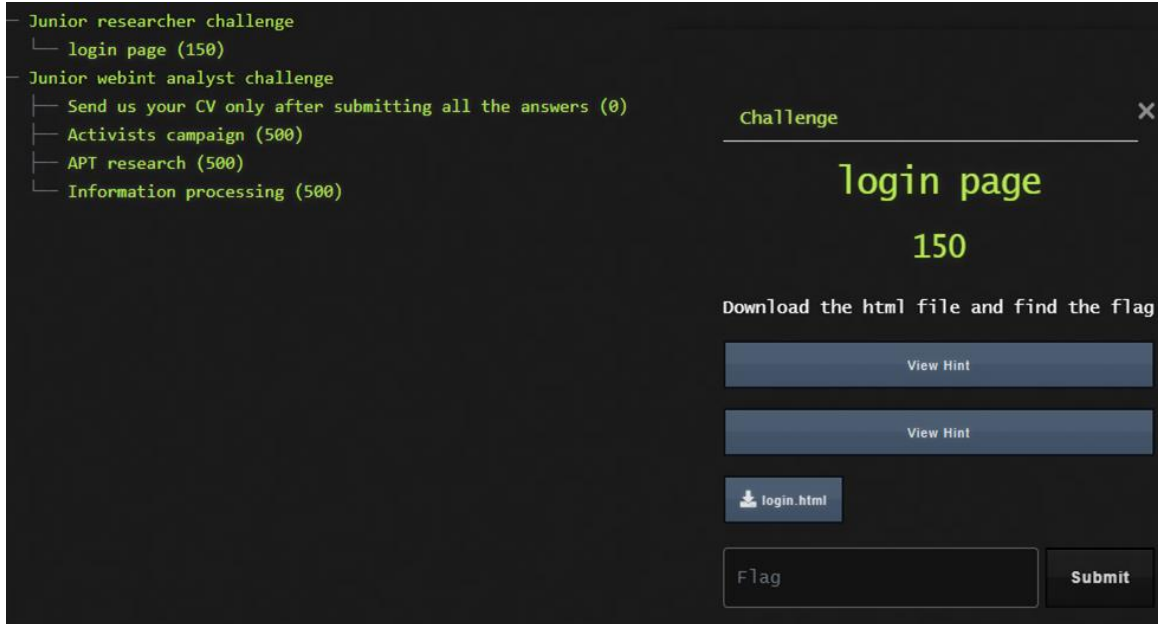 Junior researcher challenge
login page (150)
Junior webint analyst challenge
Send us your CV only after submitting all the answers (0)
Activists campaign (500)
APT research (500)
Information processing (500)
Challenge
×
login page
150
Download the html file and find the flag
View Hint
View Hint
login.html
Flag
Submit